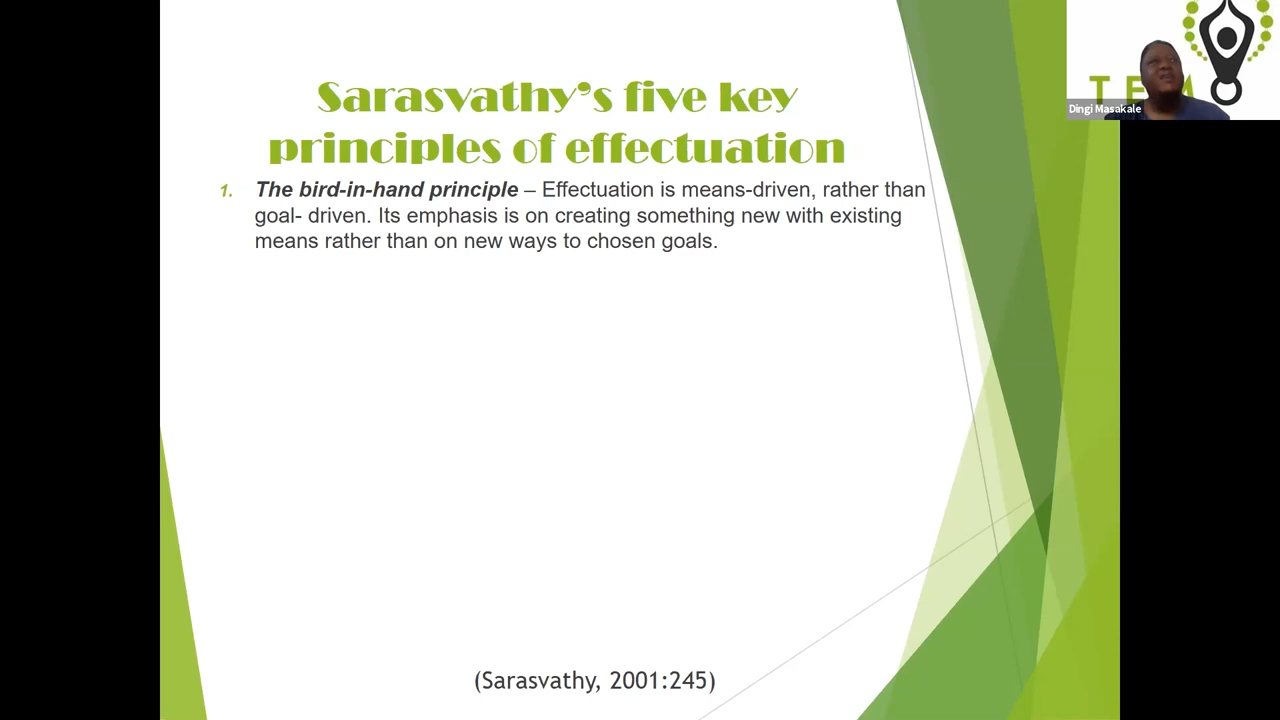 Sarasvathy's five key
principles of effectuation
1. The bird-in-hand principle – Effectuation is means-driven, rather than
goal- driven. Its emphasis is on creating something new with existing
means rather than on new ways to chosen goals.
(Sarasvathy, 2001:245)
T E M
Dingi Masakale